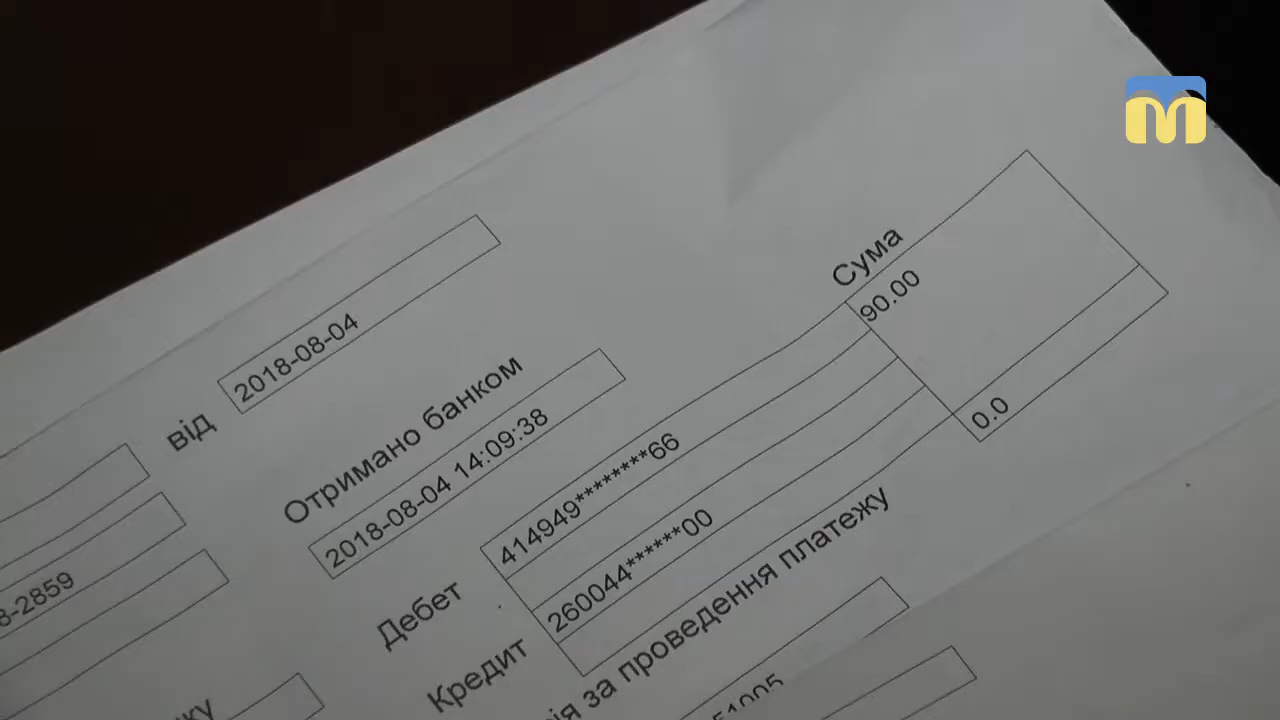 від 2018-08-04
Отримано банком
2018-08-04 14:09:38
Сума
Дебет 414949********66 90.00
Кредит 260044******00
за проведення платежу 0.0
8-2859